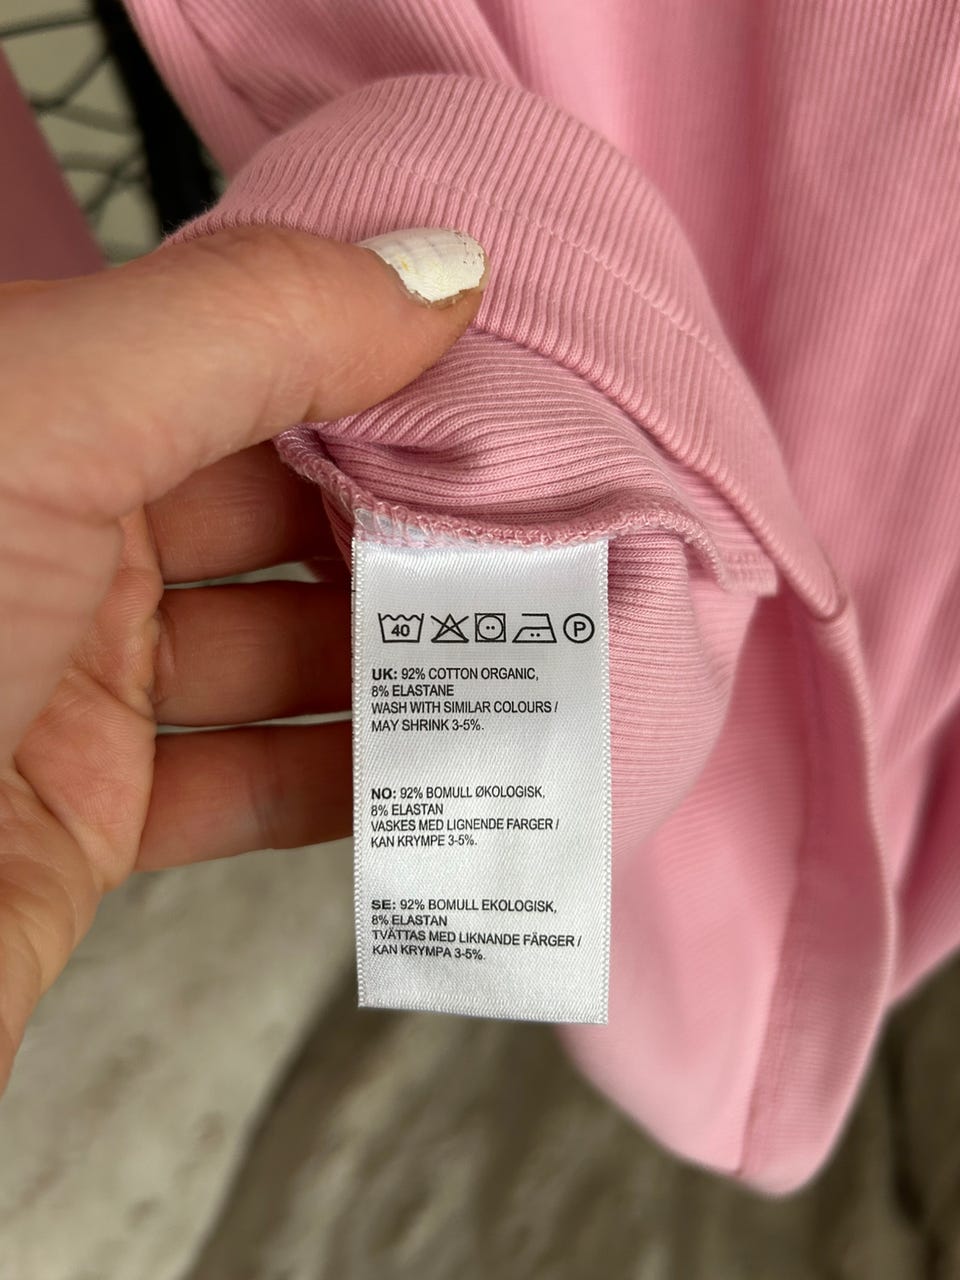 40 P
UK: 92% COTTON ORGANIC,
8% ELASTANE
WASH WITH SIMILAR COLOURS /
MAY SHRINK 3-5%.
NO: 92% BOMULL ØKOLOGISK,
8% ELASTAN
VASKES MED LIGNENDE FARGER /
KAN KRYMPE 3-5%.
SE: 92% BOMULL EKOLOGISK,
8% ELASTAN
TVÄTTAS MED LIKNANDE FÄRGER /
KAN KRYMPA 3-5%.